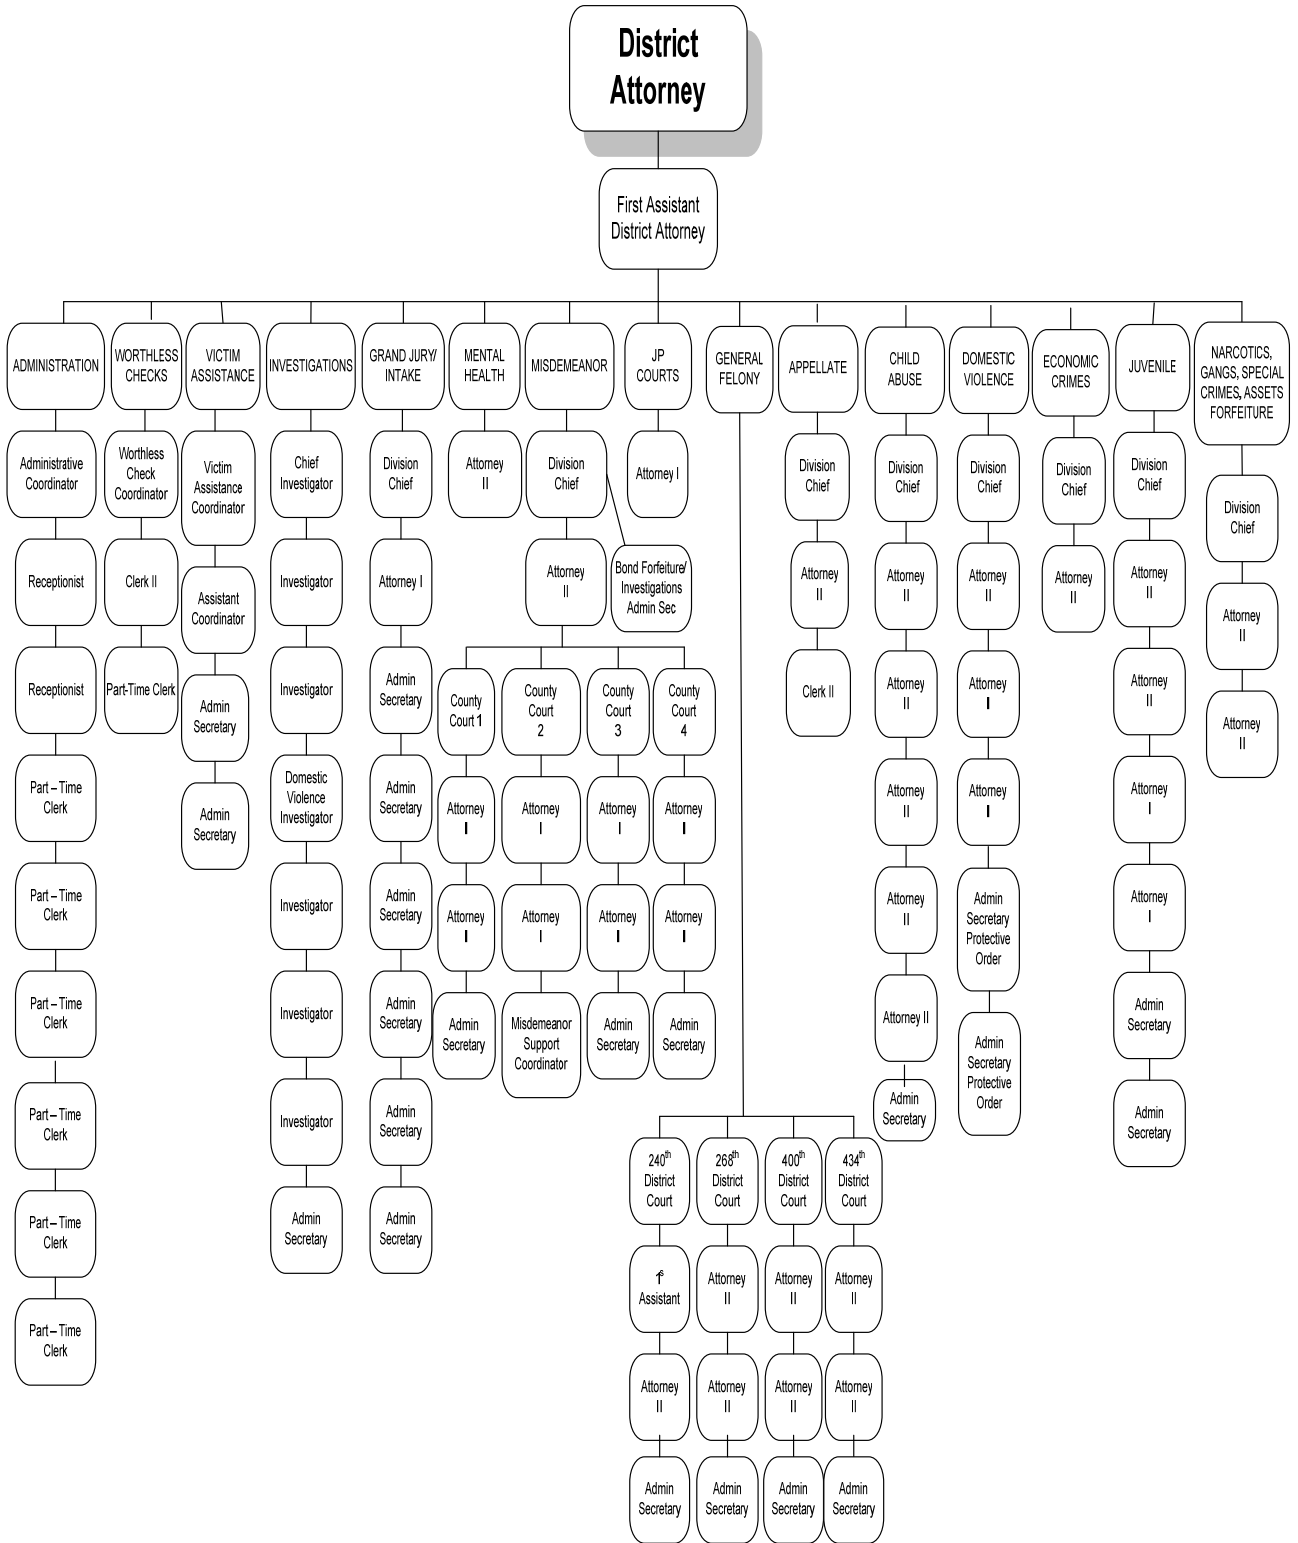 District
Attorney
First Assistant
District Attorney
ADMINISTRATION
Administrative
Coordinator
Receptionist
Receptionist
Part – Time
Clerk
Part – Time
Clerk
Part – Time
Clerk
Part – Time
Clerk
Part – Time
Clerk
Part – Time
Clerk
WORTHLESS
CHECKS
Worthless
Check
Coordinator
Clerk II
Part-Time Clerk
VICTIM
ASSISTANCE
Victim
Assistance
Coordinator
Assistant
Coordinator
Admin
Secretary
Admin
Secretary
INVESTIGATIONS
Chief
Investigator
Investigator
Investigator
Domestic
Violence
Investigator
Investigator
Investigator
Investigator
Admin
Secretary
GRAND JURY/
INTAKE
Division
Chief
Attorney I
Admin
Secretary
Admin
Secretary
Admin
Secretary
Admin
Secretary
Admin
Secretary
Admin
Secretary
MENTAL
HEALTH
Attorney
II
MISDEMEANOR
Division
Chief
Attorney
II
Bond Forfeiture/
Investigations
Admin Sec
County
Court 1
Attorney
I
Attorney
I
Admin
Secretary
County
Court
2
Attorney
I
Attorney
I
Misdemeanor
Support
Coordinator
County
Court
3
Attorney
I
Attorney
I
Admin
Secretary
County
Court
4
Attorney
I
Attorney
I
Admin
Secretary
JP
COURTS
Attorney I
GENERAL
FELONY
240th
District
Court
1s
Assistant
Attorney
II
Admin
Secretary
268th
District
Court
Attorney
II
Attorney
II
Admin
Secretary
400th
District
Court
Attorney
II
Attorney
II
Admin
Secretary
434th
District
Court
Attorney
II
Attorney
II
Admin
Secretary
APPELLATE
Division
Chief
Attorney
II
Clerk II
CHILD
ABUSE
Division
Chief
Attorney
II
Attorney
II
Attorney
II
Attorney
II
Attorney II
Admin
Secretary
DOMESTIC
VIOLENCE
Division
Chief
Attorney
II
Attorney
I
Attorney
I
Admin
Secretary
Protective
Order
Admin
Secretary
Protective
Order
ECONOMIC
CRIMES
Division
Chief
Attorney
II
JUVENILE
Division
Chief
Attorney
II
Attorney
II
Attorney
I
Attorney
I
Admin
Secretary
Admin
Secretary
NARCOTICS,
GANGS, SPECIAL
CRIMES, ASSETS
FORFEITURE
Division
Chief
Attorney
II
Attorney
II